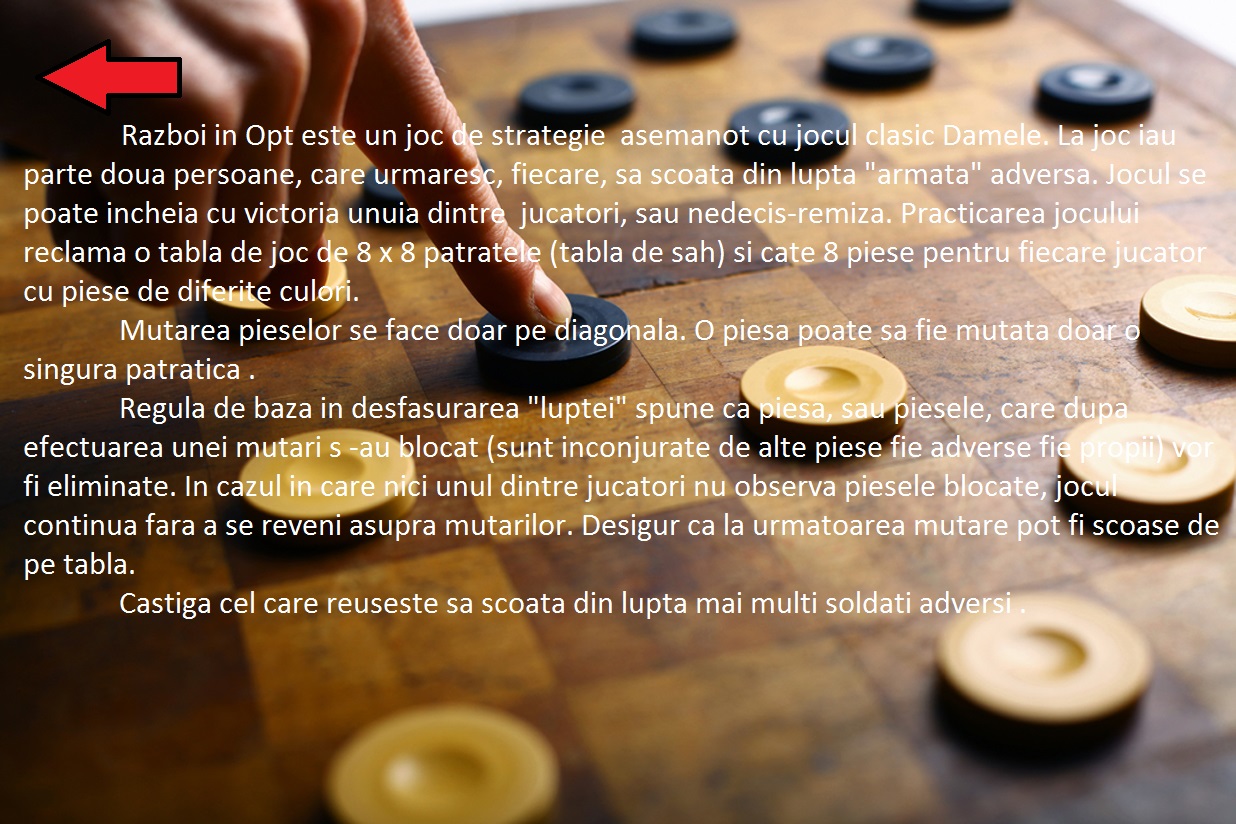 Razboi in Opt este un joc de strategie  asemanot cu jocul clasic Damele. La joc iau
parte doua persoane, care urmaresc, fiecare, sa scoata din lupta "armata" adversa. Jocul se
poate incheia cu victoria unuia dintre  jucatori, sau nedecis-remiza. Practicarea jocului
reclama o tabla de joc de 8 x 8 patratele (tabla de sah) si cate 8 piese pentru fiecare jucator
cu piese de diferite culori.
Mutarea pieselor se face doar pe diagonala. O piesa poate sa fie mutata doar o
singura patratica .
Regula de baza in desfasurarea "luptei" spune ca piesa, sau piesele, care dupa
efectuarea unei mutari s -au blocat (sunt inconjurate de alte piese fie adverse fie propii) vor
fi eliminate. In cazul in care nici unul dintre jucatori nu observa piesele blocate, jocul
continua fara a se reveni asupra mutarilor. Desigur ca la urmatoarea mutare pot fi scoase de
pe tabla.
Castiga cel care reuseste sa scoata din lupta mai multi soldati adversi .